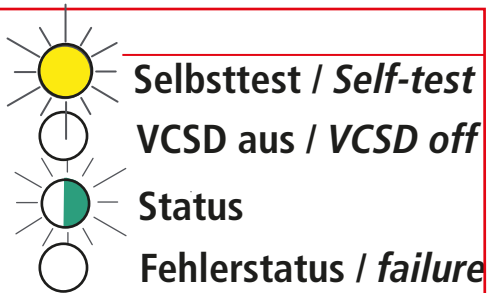 Selbsttest / Self-test
VCSD aus / VCSD off
Status
Fehlerstatus / failure